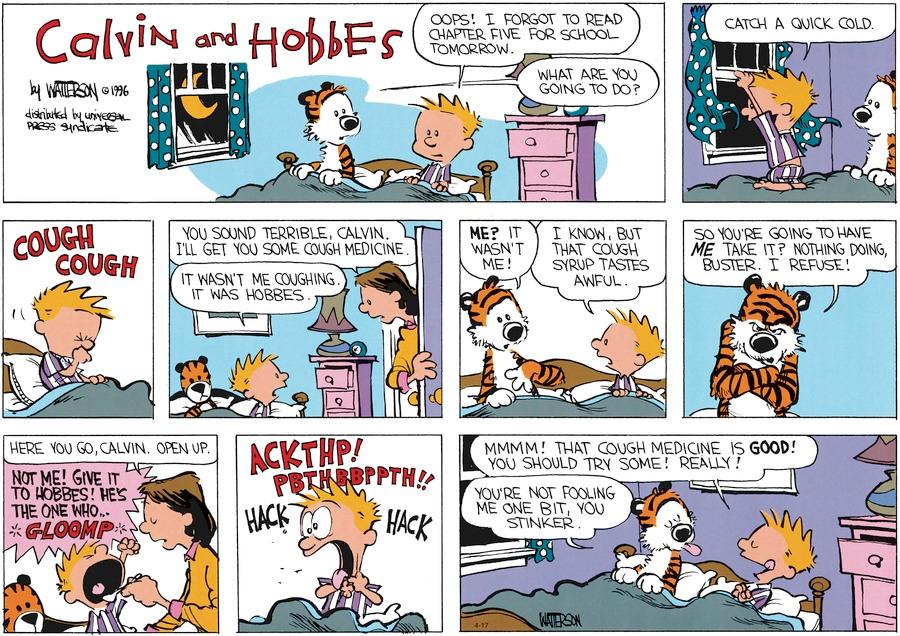 Calvin and Hobbes
by WATTERSON © 1996
distributed by universal
PRESS syndicate
OOPS! I FORGOT TO READ
CHAPTER FIVE FOR SCHOOL
TOMORROW.
WHAT ARE YOU
GOING TO DO?
CATCH A QUICK COLD.
COUGH
COUGH
YOU SOUND TERRIBLE, CALVIN.
I'LL GET YOU SOME COUGH MEDICINE.
IT WASN'T ME COUGHING.
IT WAS HOBBES.
ME? IT
WASN'T
ME!
I KNOW, BUT
THAT COUGH
SYRUP TASTES
AWFUL.
SO YOU'RE GOING TO HAVE
ME TAKE IT? NOTHING DOING,
BUSTER. I REFUSE!
HERE YOU GO, CALVIN. OPEN UP.
NOT ME! GIVE IT
TO HOBBES! HE'S
THE ONE WHO...
GLOOMP
ACKTHP!
PBTHBBPPTH!!
HACK
HACK
MMMM! THAT COUGH MEDICINE IS GOOD!
YOU SHOULD TRY SOME! REALLY!
YOU'RE NOT FOOLING
ME ONE BIT, YOU
STINKER.
4-17
WATTERSON